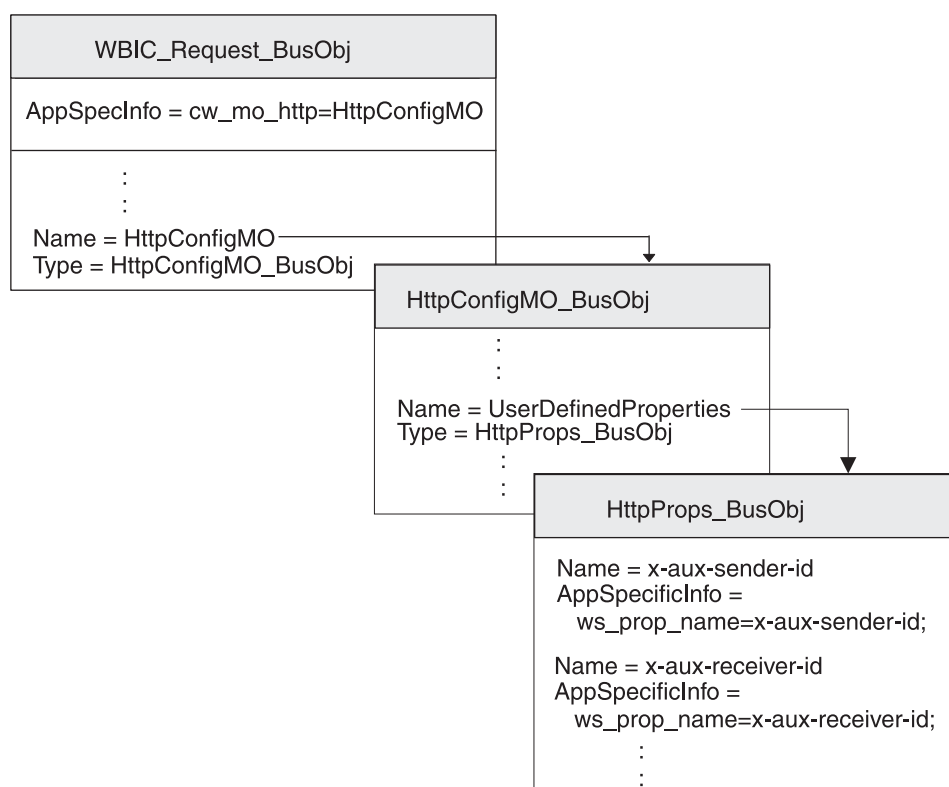 WBIC_Request_BusObj
AppSpecInfo = cw_mo_http=HttpConfigMO
Name = HttpConfigMO
Type = HttpConfigMO_BusObj
HttpConfigMO_BusObj
Name = UserDefinedProperties
Type = HttpProps_BusObj
HttpProps_BusObj
Name = x-aux-sender-id
AppSpecificInfo =
ws_prop_name=x-aux-sender-id;
Name = x-aux-receiver-id
AppSpecificInfo =
ws_prop_name=x-aux-receiver-id;